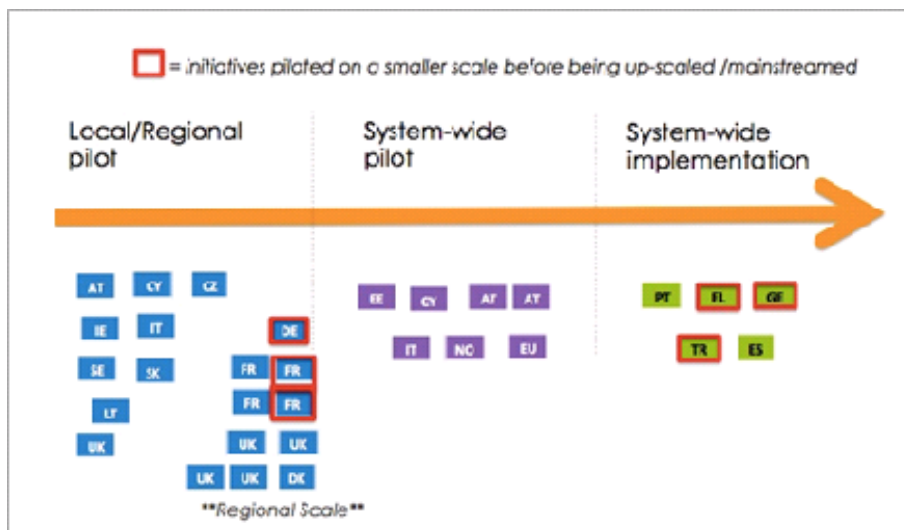 = initiatives piloted on a smaller scale before being up-scaled /mainstreamed
Local/Regional
pilot
System-wide
pilot
System-wide
implementation
AT CY CZ
IE IT DE
SE SK FR FR
LT FR FR
UK UK UK
UK UK DK
**Regional Scale**
EE CY AT AT
IT NO EU
PT EL GE
TR ES